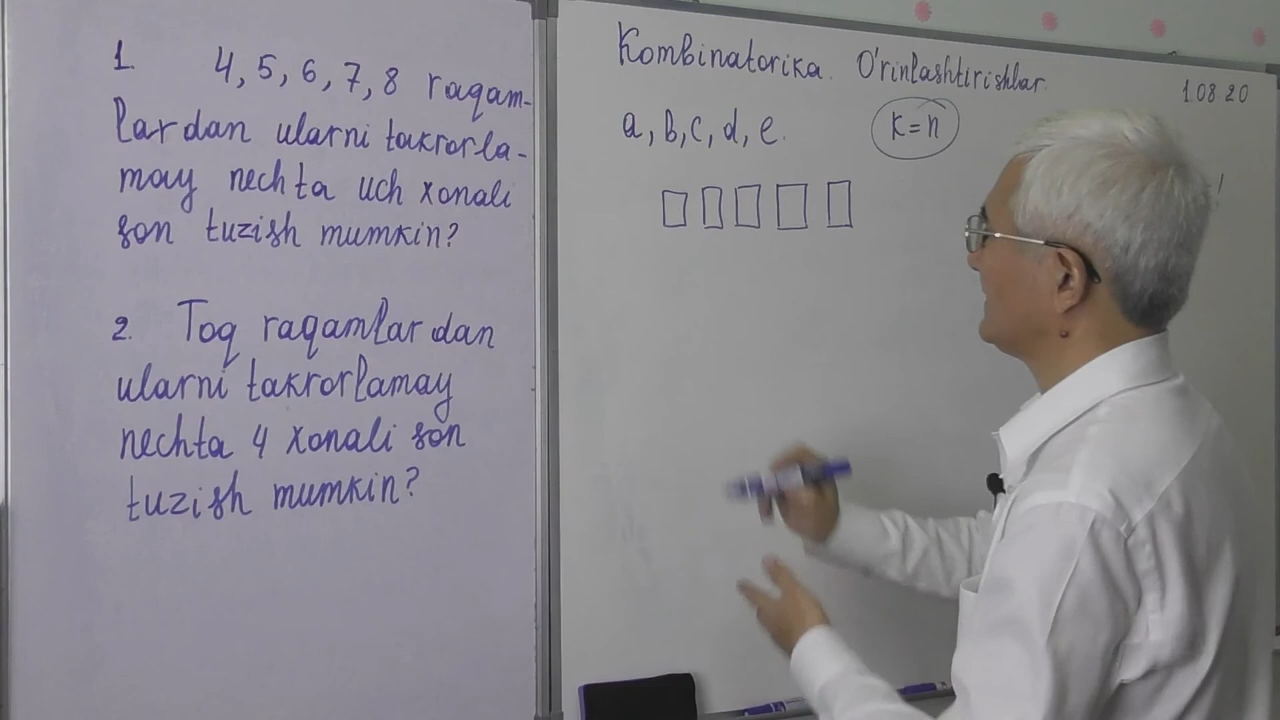 1. 4, 5, 6, 7, 8 raqam-
lardan ularni takrorla-
may nechta uch xonali
son tuzish mumkin?
2. Toq raqamlardan
ularni takrorlamay
nechta 4 xonali son
tuzish mumkin?
Kombinatorika. O'rinlashtirishlar.
1.08.20
a, b, c, d, e.
k=n
!